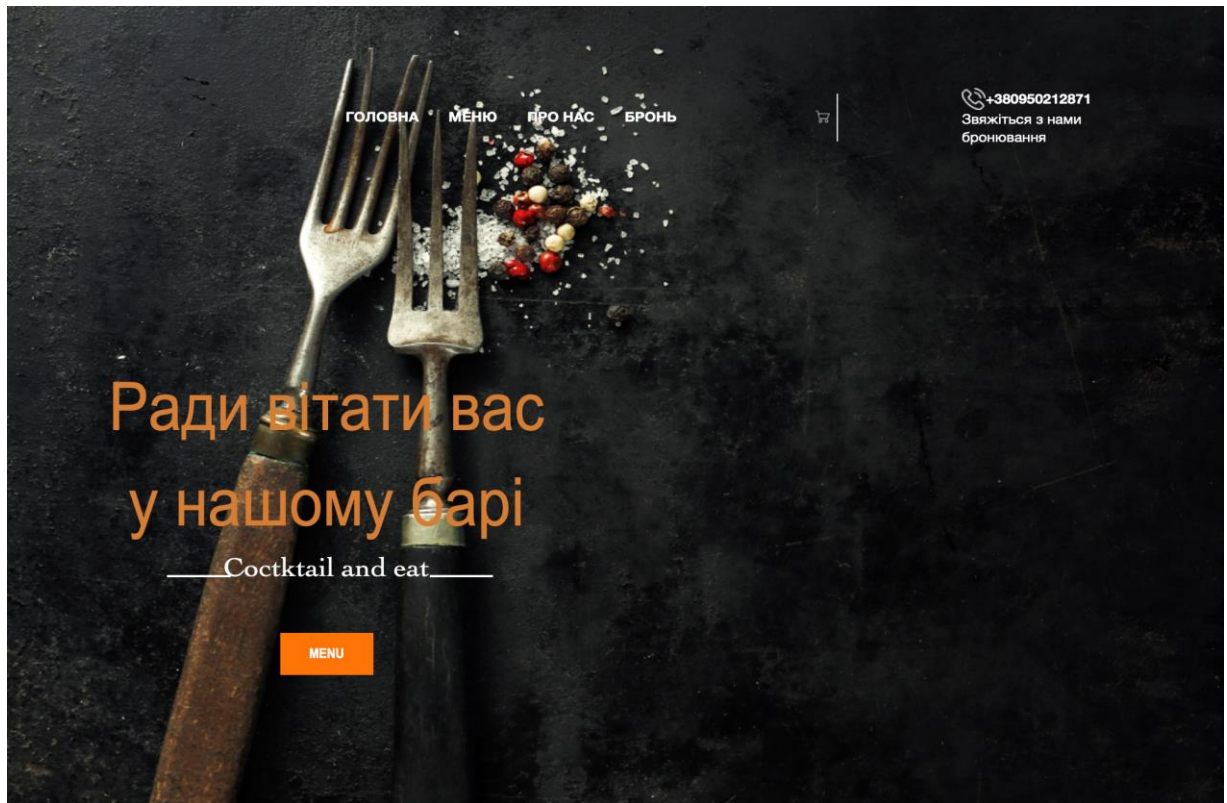 ГОЛОВНА МЕНЮ ПРО НАС БРОНЬ
+380950212871
Звяжіться з нами
бронювання
Ради вітати вас
у нашому барі
Coctktail and eat
MENU